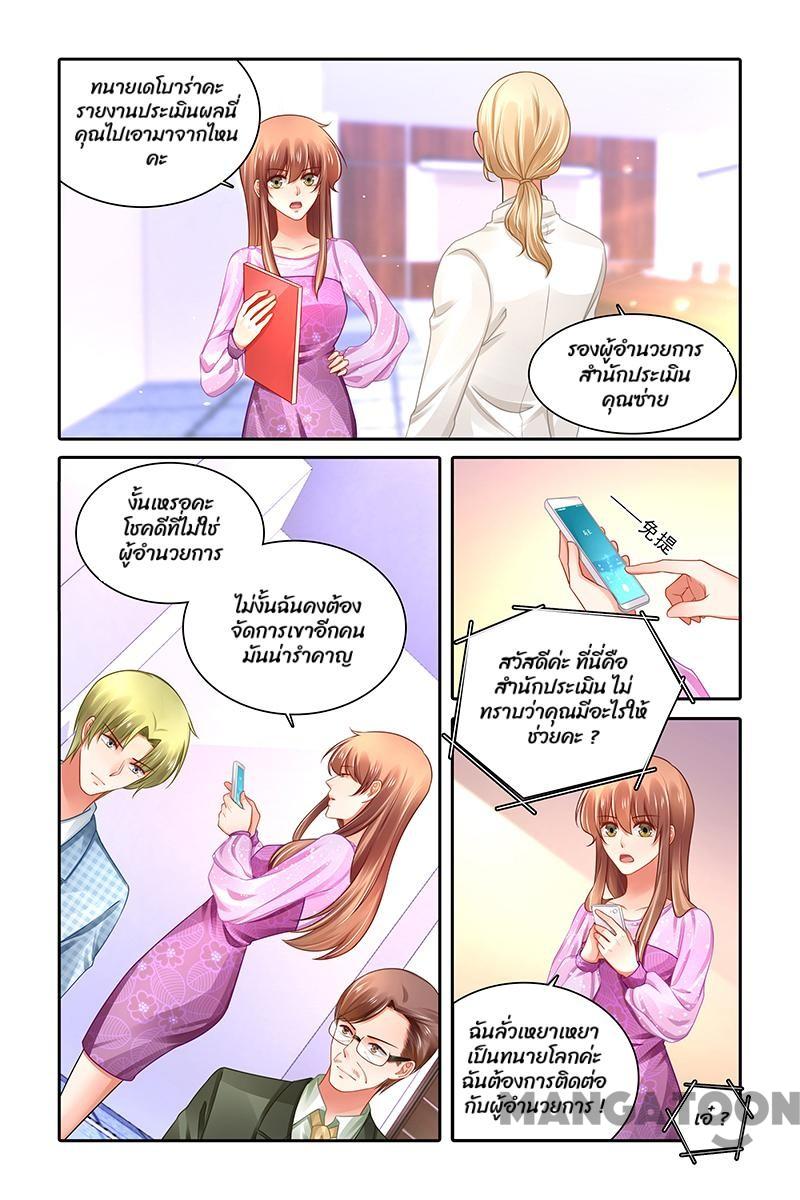 ทนายเดโบาร่าคะ
รายงานประเมินผลนี่
คุณไปเอามาจากไหน
คะ
รองผู้อำนวยการ
สำนักประเมิน
คุณซ่าย
งั้นเหรอคะ
โชคดีที่ไม่ใช่
ผู้อำนวยการ
ไม่งั้นฉันคงต้อง
จัดการเขาอีกคน
มันน่ารำคาญ
——免提
สวัสดีค่ะ ที่นี่คือ
สำนักประเมิน ไม่
ทราบว่าคุณมีอะไรให้
ช่วยคะ ?
ฉันลั่วเหยาเหยา
เป็นทนายโลกค่ะ
ฉันต้องการติดต่อ
กับผู้อำนวยการ !
เอ๋ ?
MANGATOON